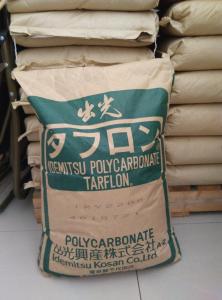 出光
タフロン
IDEMITSU POLYCARBONATE
TARFLON
POLYCARBONATE
出光興産株式会社
Idemitsu Kosan Co.,Ltd.